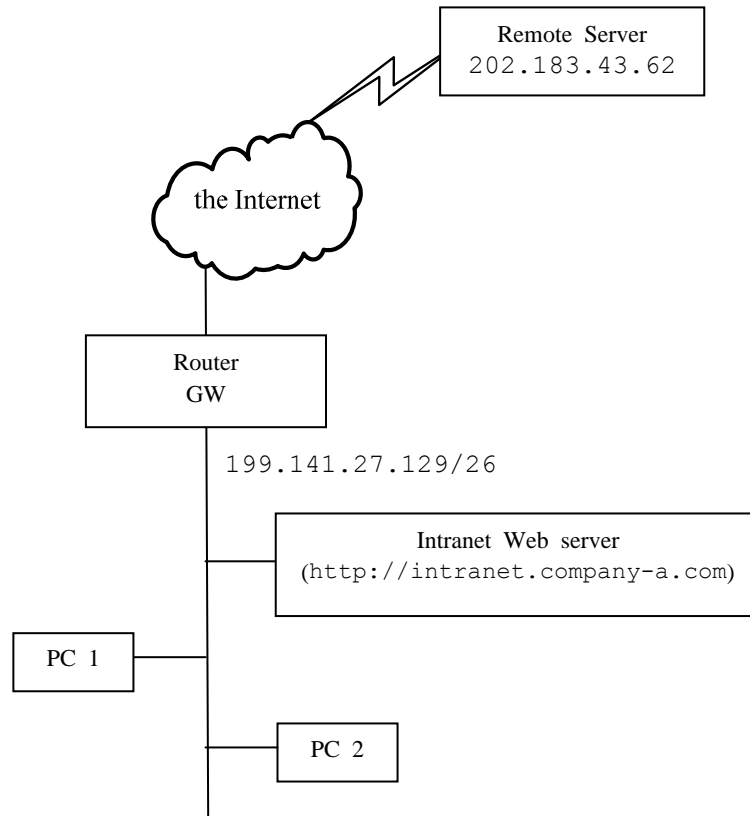 Remote Server
202.183.43.62
the Internet
Router
GW
199.141.27.129/26
Intranet Web server
(http://intranet.company-a.com)
PC 1
PC 2